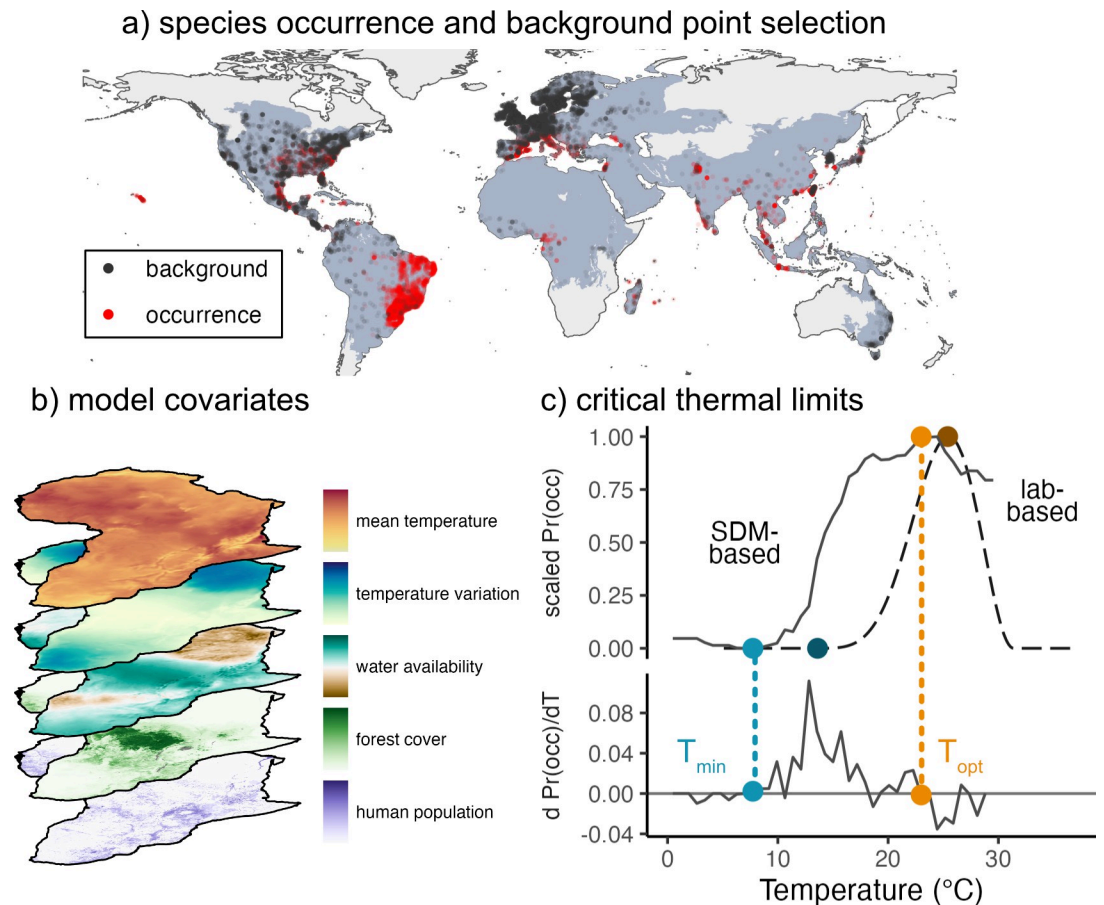 a) species occurrence and background point selection
background
occurrence
b) model covariates
mean temperature
temperature variation
water availability
forest cover
human population
c) critical thermal limits
scaled Pr(occ)
1.00
0.75
0.50
0.25
0.00
SDM-
based
lab-
based
d Pr(occ)/dT
0.08
0.04
0.00
-0.04
Tmin
Topt
0
10
20
30
Temperature (°C)